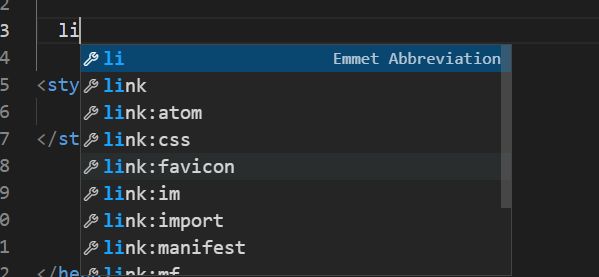 2
3 li
4 li Emmet Abbreviation
5 <sty link
6 link:atom
7 </st link:css
8 link:favicon
9 link:im
0 link:import
1 link:manifest
2 </he link:mf